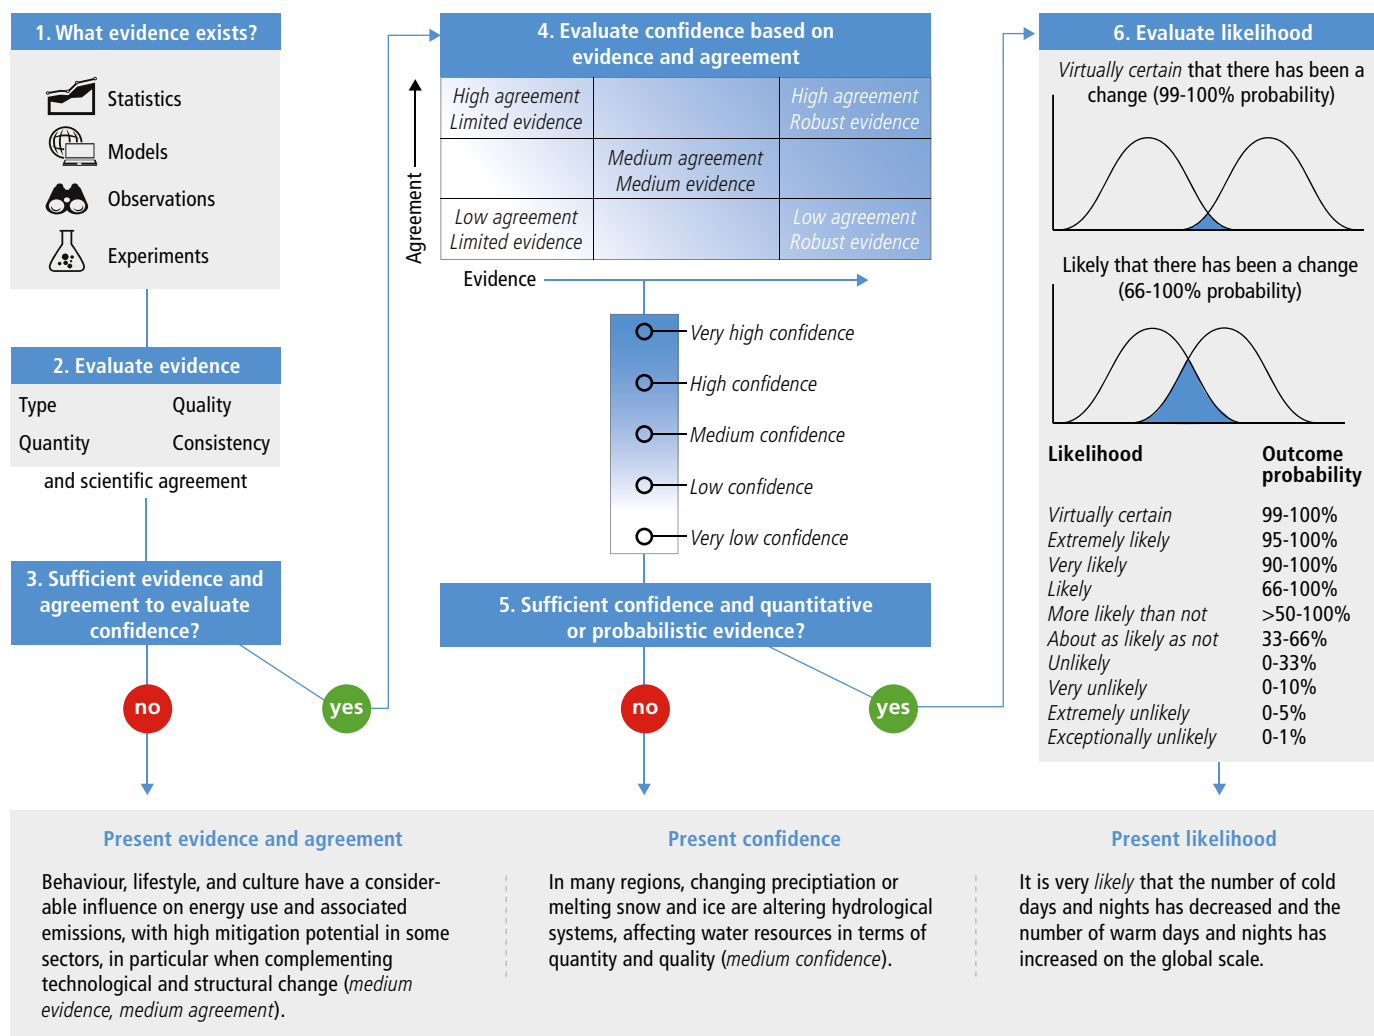 1. What evidence exists?
Statistics
Models
Observations
Experiments
2. Evaluate evidence
Type
Quality
Quantity
Consistency
and scientific agreement
3. Sufficient evidence and
agreement to evaluate
confidence?
no
yes
4. Evaluate confidence based on
evidence and agreement
Agreement
High agreement
Limited evidence
High agreement
Robust evidence
Medium agreement
Medium evidence
Low agreement
Limited evidence
Low agreement
Robust evidence
Evidence
Very high confidence
High confidence
Medium confidence
Low confidence
Very low confidence
5. Sufficient confidence and quantitative
or probabilistic evidence?
no
yes
6. Evaluate likelihood
Virtually certain that there has been a
change (99-100% probability)
Likely that there has been a change
(66-100% probability)
Likelihood
Outcome
probability
Virtually certain 99-100%
Extremely likely 95-100%
Very likely 90-100%
Likely 66-100%
More likely than not >50-100%
About as likely as not 33-66%
Unlikely 0-33%
Very unlikely 0-10%
Extremely unlikely 0-5%
Exceptionally unlikely 0-1%
Present evidence and agreement
Behaviour, lifestyle, and culture have a consider-
able influence on energy use and associated
emissions, with high mitigation potential in some
sectors, in particular when complementing
technological and structural change (medium
evidence, medium agreement).
Present confidence
In many regions, changing preciptiation or
melting snow and ice are altering hydrological
systems, affecting water resources in terms of
quantity and quality (medium confidence).
Present likelihood
It is very likely that the number of cold
days and nights has decreased and the
number of warm days and nights has
increased on the global scale.